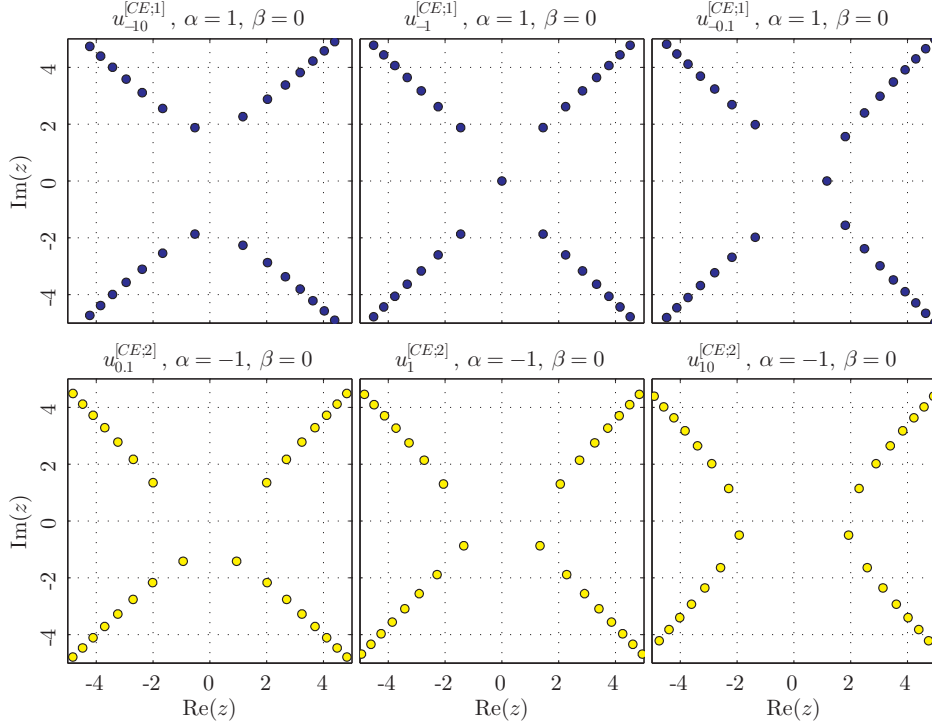 u_{-10}^{[CE;1]}, α = 1, β = 0
u_{-1}^{[CE;1]}, α = 1, β = 0
u_{-0.1}^{[CE;1]}, α = 1, β = 0
4
2
0
-2
-4
Im(z)
u_{0.1}^{[CE;2]}, α = -1, β = 0
u_{1}^{[CE;2]}, α = -1, β = 0
u_{10}^{[CE;2]}, α = -1, β = 0
4
2
0
-2
-4
Im(z)
-4 -2 0 2 4
-4 -2 0 2 4
-4 -2 0 2 4
Re(z)
Re(z)
Re(z)